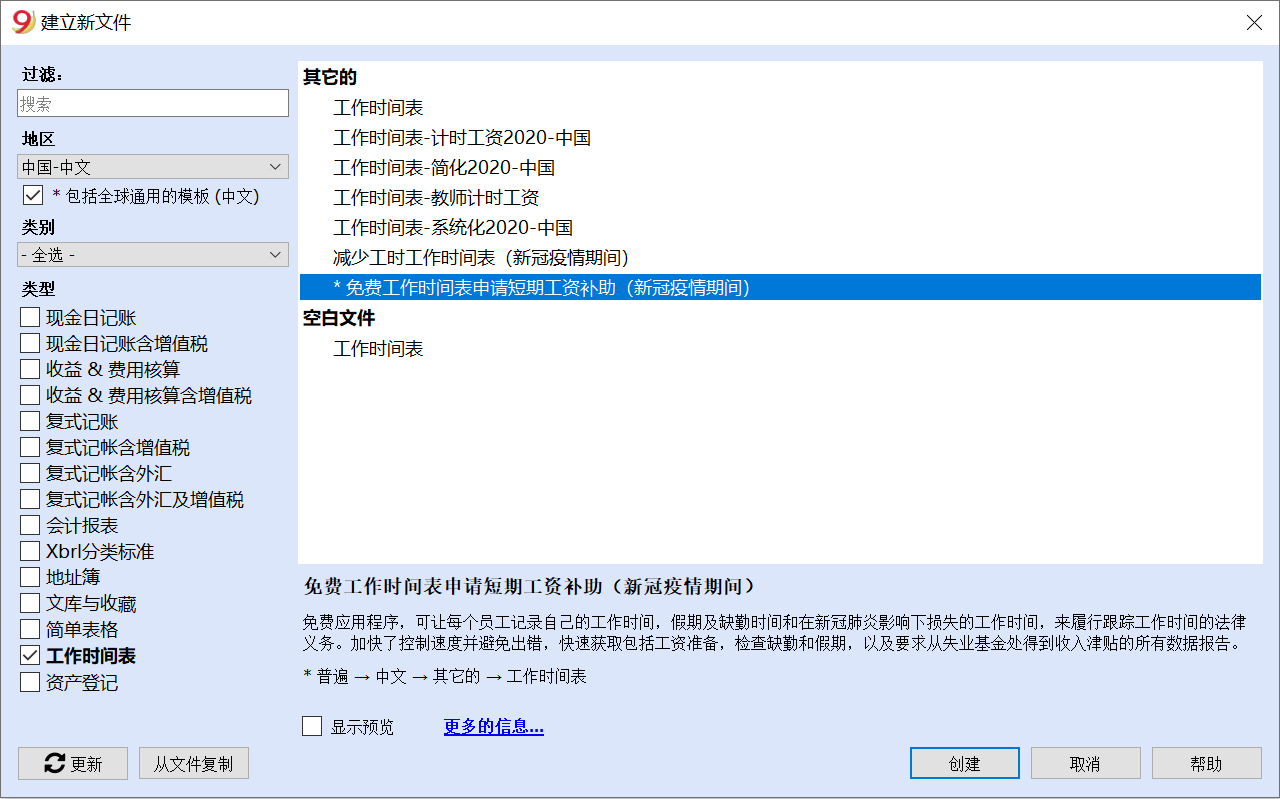 建立新文件
过滤：
搜索
地区
中国-中文
* 包括全球通用的模板 (中文)
类别
- 全选 -
类型
现金日记账
现金日记账含增值税
收益 & 费用核算
收益 & 费用核算含增值税
复式记账
复式记帐含增值税
复式记帐含外汇
复式记帐含外汇及增值税
会计报表
Xbrl分类标准
地址簿
文库与收藏
简单表格
工作时间表
资产登记
更新
从文件复制
其它的
工作时间表
工作时间表-计时工资2020-中国
工作时间表-简化2020-中国
工作时间表-教师计时工资
工作时间表-系统化2020-中国
减少工时工作时间表（新冠疫情期间）
* 免费工作时间表申请短期工资补助（新冠疫情期间）
空白文件
工作时间表
免费工作时间表申请短期工资补助（新冠疫情期间）
免费应用程序，可让每个员工记录自己的工作时间，假期及缺勤时间和在新冠肺炎影响下损失的工作时间，来履行跟踪工作时间的法律
义务。加快了控制速度并避免出错，快速获取包括工资准备，检查缺勤和假期，以及要求从失业基金处得到收入津贴的所有数据报告。
* 普遍 → 中文 → 其它的 → 工作时间表
显示预览
更多的信息...
创建
取消
帮助